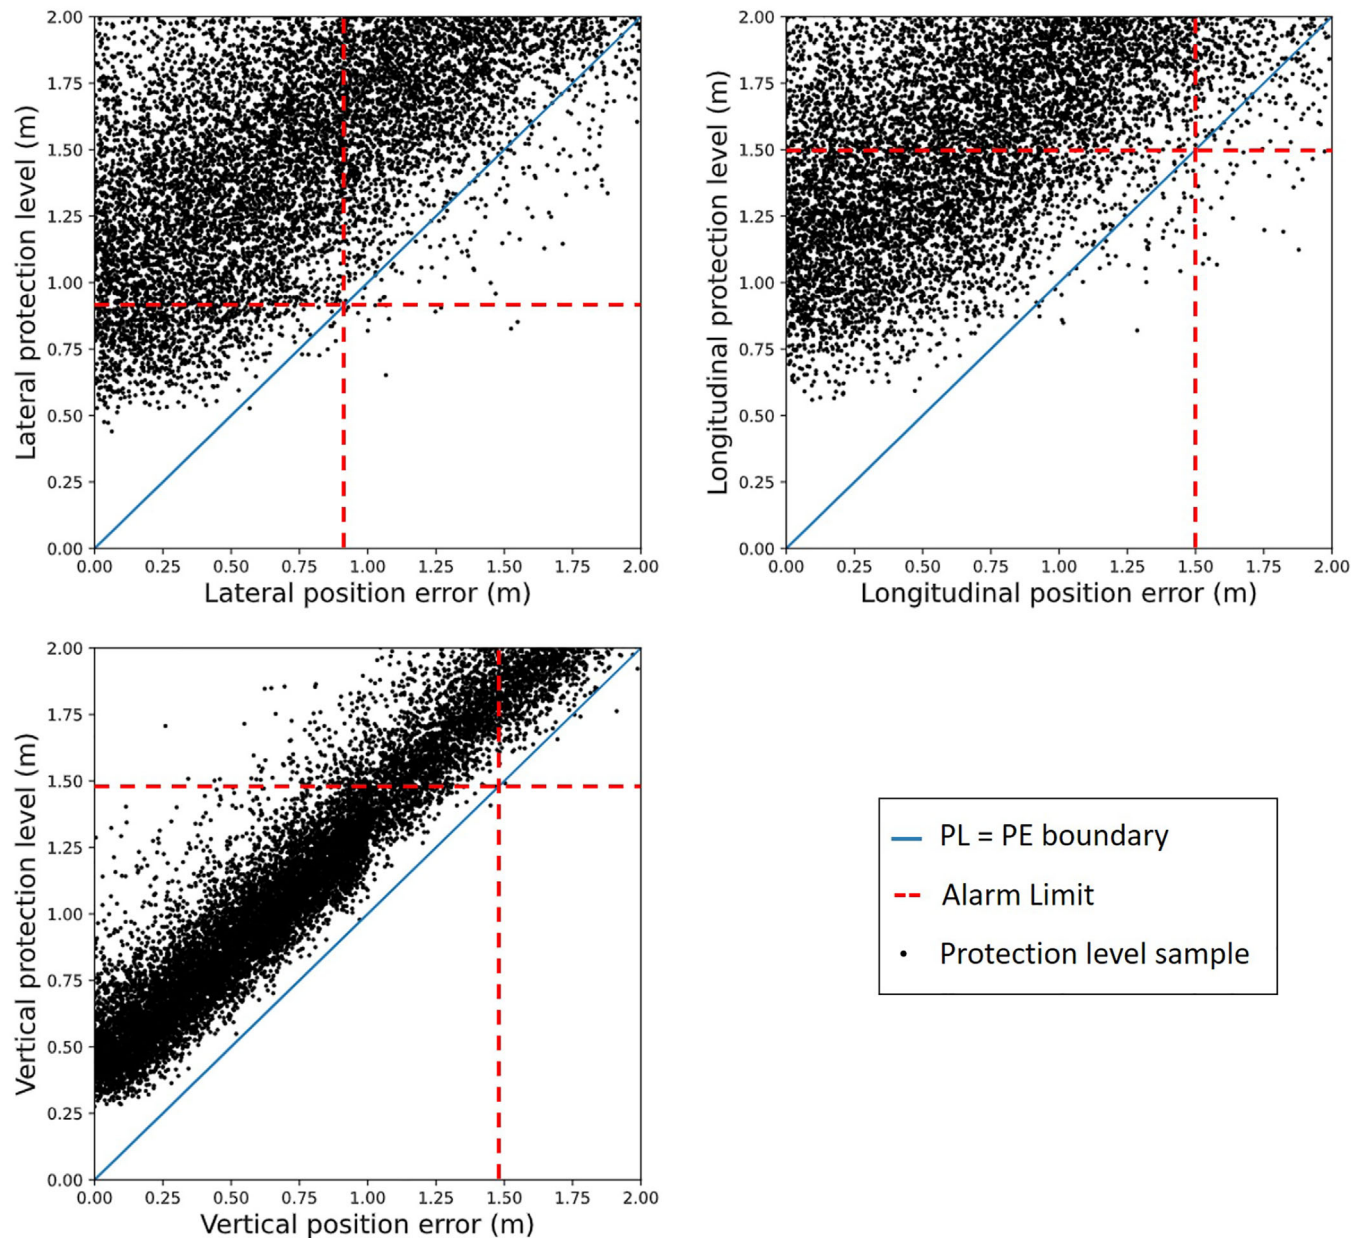 Lateral protection level (m)
2.00
1.75
1.50
1.25
1.00
0.75
0.50
0.25
0.00
0.00 0.25 0.50 0.75 1.00 1.25 1.50 1.75 2.00
Lateral position error (m)
Longitudinal protection level (m)
2.00
1.75
1.50
1.25
1.00
0.75
0.50
0.25
0.00
0.00 0.25 0.50 0.75 1.00 1.25 1.50 1.75 2.00
Longitudinal position error (m)
Vertical protection level (m)
2.00
1.75
1.50
1.25
1.00
0.75
0.50
0.25
0.00
0.00 0.25 0.50 0.75 1.00 1.25 1.50 1.75 2.00
Vertical position error (m)
PL = PE boundary
Alarm Limit
Protection level sample